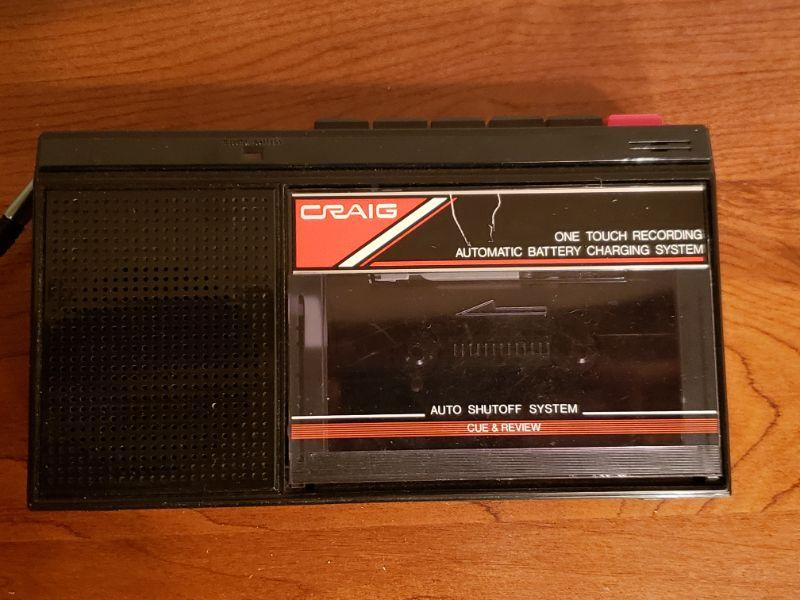 CRAIG
ONE TOUCH RECORDING
AUTOMATIC BATTERY CHARGING SYSTEM
AUTO SHUTOFF SYSTEM
CUE & REVIEW